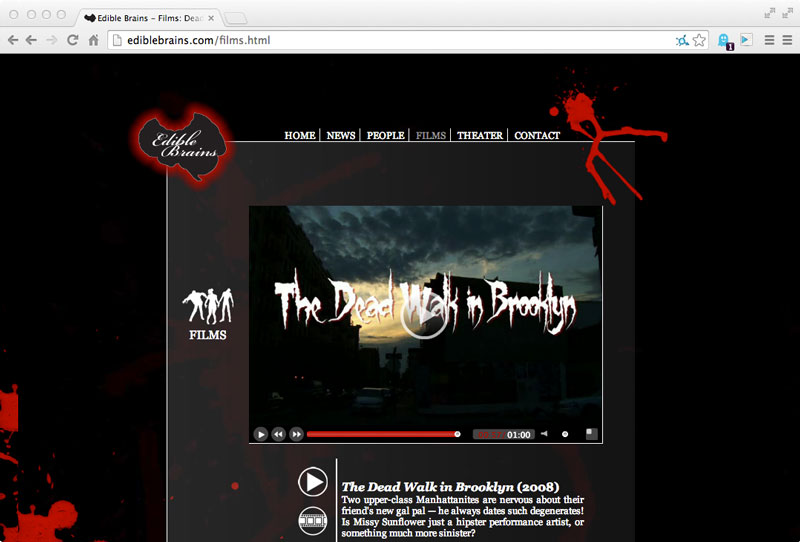 Edible Brains – Films: Dea
ediblebrains.com/films.html
1
Edible
Brains
HOME
NEWS
PEOPLE
FILMS
THEATER
CONTACT
The Dead Walk in Brooklyn
FILMS
01:00
The Dead Walk in Brooklyn (2008)
Two upper-class Manhattanites are nervous about their
friend's new gal pal — he always dates such degenerates!
Is Missy Sunflower just a hipster performance artist, or
something much more sinister?